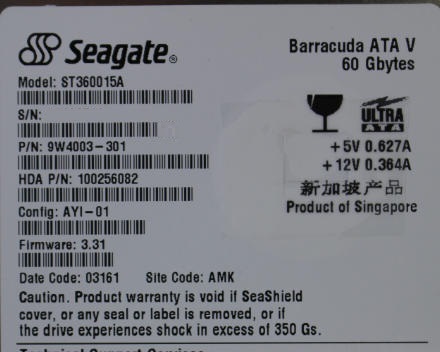 Seagate®
Barracuda ATA V
60 Gbytes
Model: ST360015A
S/N:
P/N: 9W4003-301
HDA P/N: 100256082
Config: AYI-01
Firmware: 3.31
Date Code: 03161 Site Code: AMK
ULTRA
ATA
+5V 0.627A
+12V 0.364A
新加坡产品
Product of Singapore
Caution. Product warranty is void if SeaShield
cover, or any seal or label is removed, or if
the drive experiences shock in excess of 350 Gs.
Technical Support Services